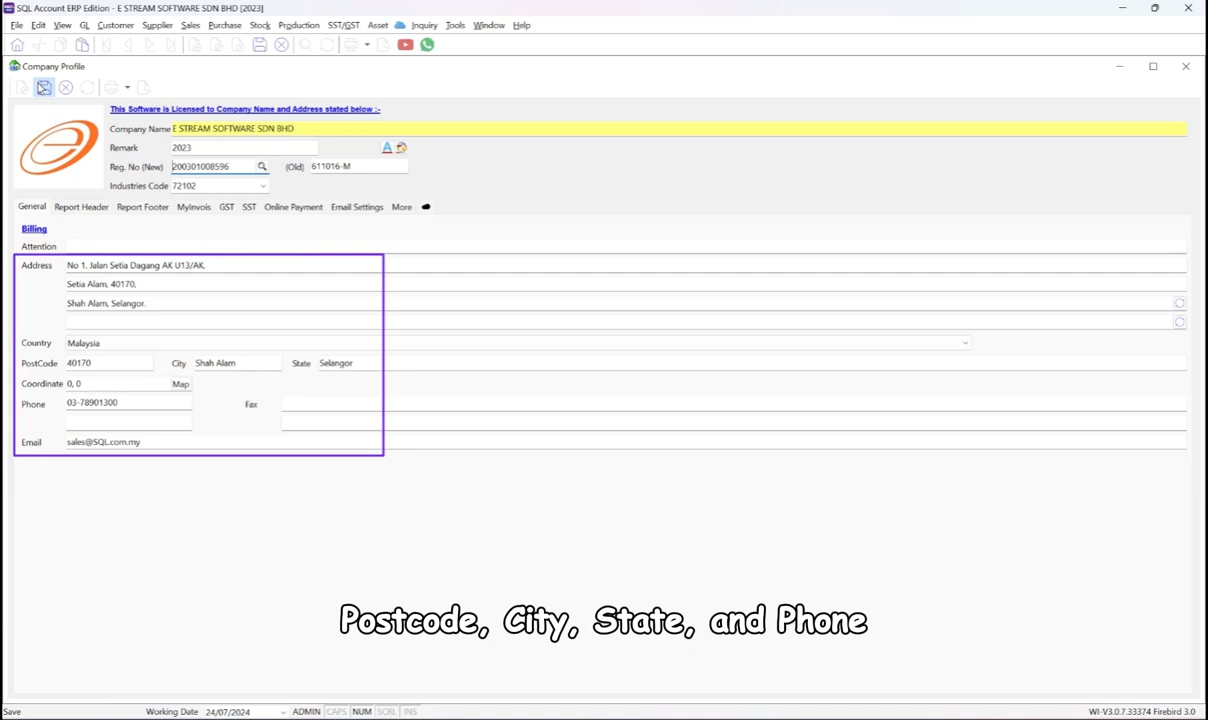 SQL Account ERP Edition - E STREAM SOFTWARE SDN BHD [2023]
File Edit View GL Customer Supplier Sales Purchase Stock Production SST/GST Asset Inquiry Tools Window Help
Company Profile
This Software is Licensed to Company Name and Address stated below :-
Company Name E STREAM SOFTWARE SDN BHD
Remark 2023
Reg. No (New) 200301008596 (Old) 611016-M
Industries Code 72102
General Report Header Report Footer MyInvois GST SST Online Payment Email Settings More
Billing
Attention
Address No 1, Jalan Setia Dagang AK U13/AK,
Setia Alam, 40170,
Shah Alam, Selangor.
Country Malaysia
PostCode 40170 City Shah Alam State Selangor
Coordinate 0, 0 Map
Phone 03-78901300 Fax
Email sales@SQL.com.my
Postcode, City, State, and Phone
Save Working Date 24/07/2024 ADMIN CAPS NUM SCRL INS WI-V3.0.7.33374 Firebird 3.0